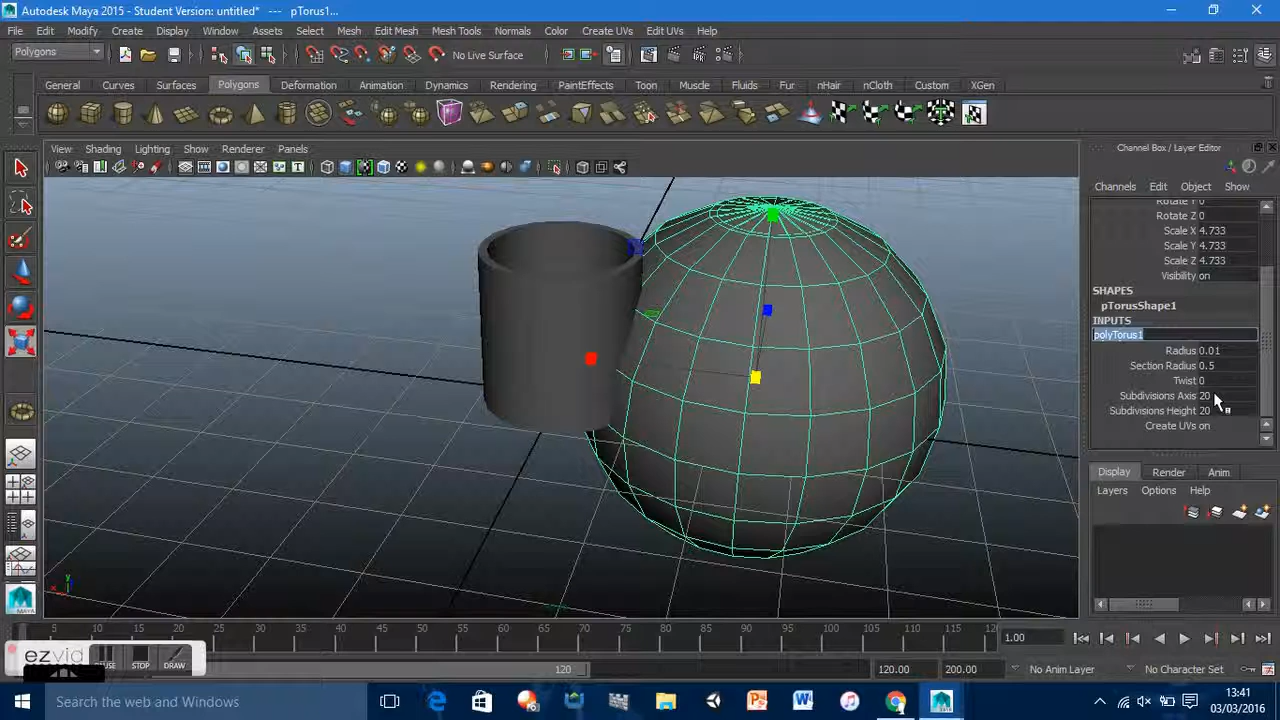 Autodesk Maya 2015 - Student Version: untitled* --- pTorus1...
File Edit Modify Create Display Window Assets Select Mesh Edit Mesh Mesh Tools Normals Color Create UVs Edit UVs Help
Polygons No Live Surface
General Curves Surfaces Polygons Deformation Animation Dynamics Rendering PaintEffects Toon Muscle Fluids Fur nHair nCloth Custom XGen
View Shading Lighting Show Renderer Panels
Channel Box / Layer Editor
Channels Edit Object Show
Rotate Y 0
Rotate Z 0
Scale X 4.733
Scale Y 4.733
Scale Z 4.733
Visibility on
SHAPES
pTorusShape1
INPUTS
polyTorus1
Radius 0.01
Section Radius 0.5
Twist 0
Subdivisions Axis 20
Subdivisions Height 20
Create UVs on
Display Render Anim
Layers Options Help
y
x
MAYA
5 10 15 20 25 30 35 40 45 50 55 60 65 70 75 80 85 90 95 100 105 110 115 12
1.00
ezvid STOP DRAW
120 120.00 200.00 No Anim Layer No Character Set
Search the web and Windows
13:41
03/03/2016